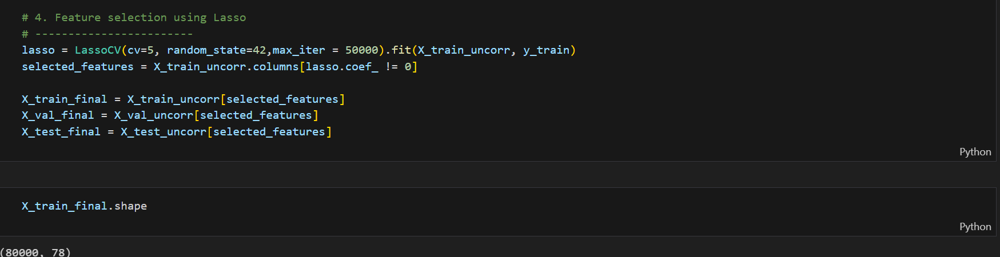 # 4. Feature selection using Lasso
# ------------------------
lasso = LassoCV(cv=5, random_state=42,max_iter = 50000).fit(X_train_uncorr, y_train)
selected_features = X_train_uncorr.columns[lasso.coef_ != 0]
X_train_final = X_train_uncorr[selected_features]
X_val_final = X_val_uncorr[selected_features]
X_test_final = X_test_uncorr[selected_features]
Python
X_train_final.shape
Python
(80000, 78)